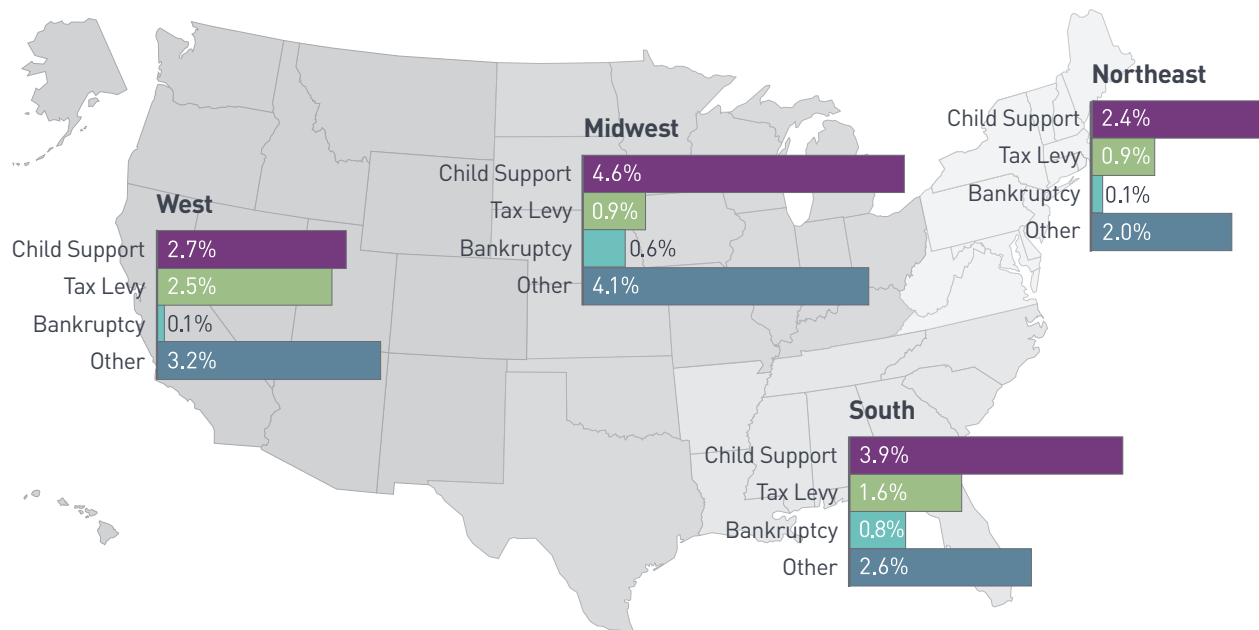 Northeast
Child Support 2.4%
Tax Levy 0.9%
Bankruptcy 0.1%
Other 2.0%
Midwest
Child Support 4.6%
Tax Levy 0.9%
Bankruptcy 0.6%
Other 4.1%
West
Child Support 2.7%
Tax Levy 2.5%
Bankruptcy 0.1%
Other 3.2%
South
Child Support 3.9%
Tax Levy 1.6%
Bankruptcy 0.8%
Other 2.6%